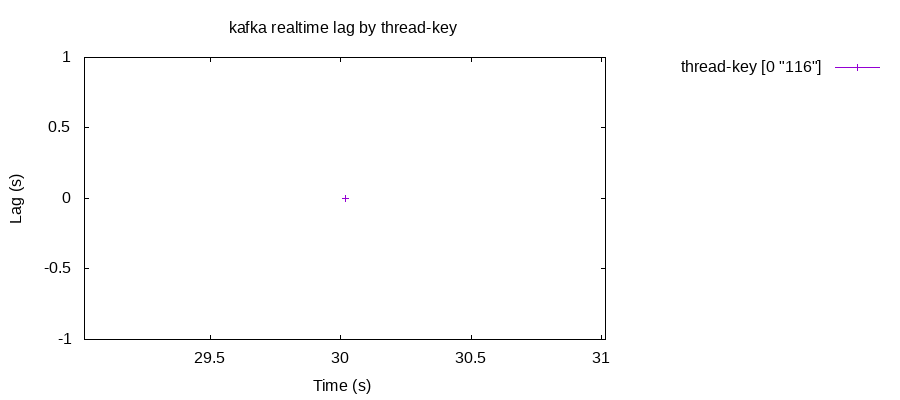 kafka realtime lag by thread-key
thread-key [0 "116"]
1
0.5
0
-0.5
-1
Lag (s)
29.5
30
30.5
31
Time (s)